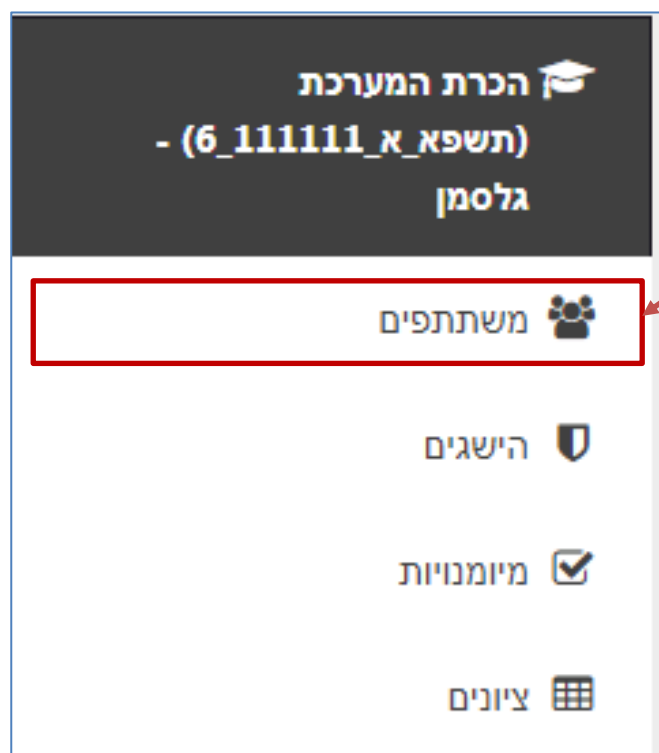 הכרת המערכת
(תשפא_א_111111_6) -
גלסמן
משתתפים
הישגים
מיומנויות
ציונים